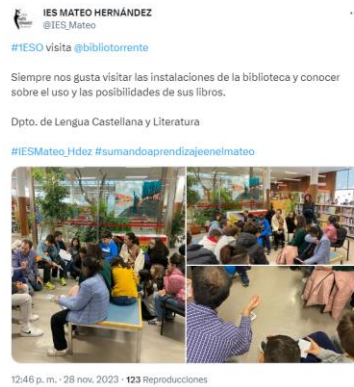 IES MATEO HERNÁNDEZ
@IES_Mateo
#1ESO visita @bibliotorrente
Siempre nos gusta visitar las instalaciones de la biblioteca y conocer
sobre el uso y las posibilidades de sus libros.
Dpto. de Lengua Castellana y Literatura
#IESMateo_Hdez #sumandoaprendizajeenelmateo
12:46 p. m. · 28 nov. 2023 · 123 Reproducciones